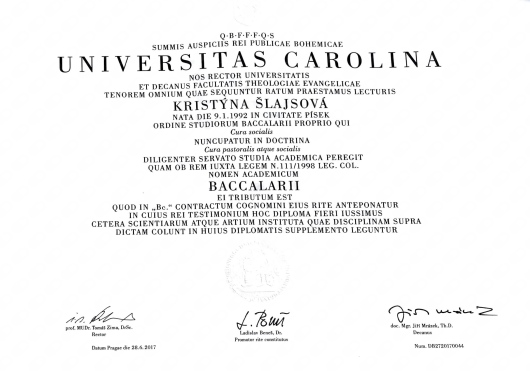 Q·B·F·F·F·Q·S
SUMMIS AUSPICIIS REI PUBLICAE BOHEMICAE
UNIVERSITAS CAROLINA
NOS RECTOR UNIVERSITATIS
ET DECANUS FACULTATIS THEOLOGIAE EVANGELICAE
TENOREM OMNIUM QUAE SEQUUNTUR RATUM PRAESTAMUS LECTURIS
KRISTÝNA ŠLAJSOVÁ
NATA DIE 9.1.1992 IN CIVITATE PÍSEK
ORDINE STUDIORUM BACCALARII PROPRIO QUI
Cura socialis
NUNCUPATUR IN DOCTRINA
Cura pastoralis atque socialis
DILIGENTER SERVATO STUDIA ACADEMICA PEREGIT
QUAM OB REM IUXTA LEGEM N.111/1998 LEG. COL.
NOMEN ACADEMICUM
BACCALARII
EI TRIBUTUM EST
QUOD IN „Bc.“ CONTRACTUM COGNOMINI EIUS RITE ANTEPONATUR
IN CUIUS REI TESTIMONIUM HOC DIPLOMA FIERI IUSSIMUS
CETERA SCIENTIARUM ATQUE ARTIUM INSTITUTA QUAE DISCIPLINAM SUPRA
DICTAM COLUNT IN HUIUS DIPLOMATIS SUPPLEMENTO LEGUNTUR
prof. MUDr. Tomáš Zima, DrSc.
Rector
Ladislav Beneš, Dr.
Promotor rite constitutus
doc. Mgr. Jiří Mrázek, Th.D.
Decanus
Datum Pragae die 28.6.2017
Num. UB2720170044